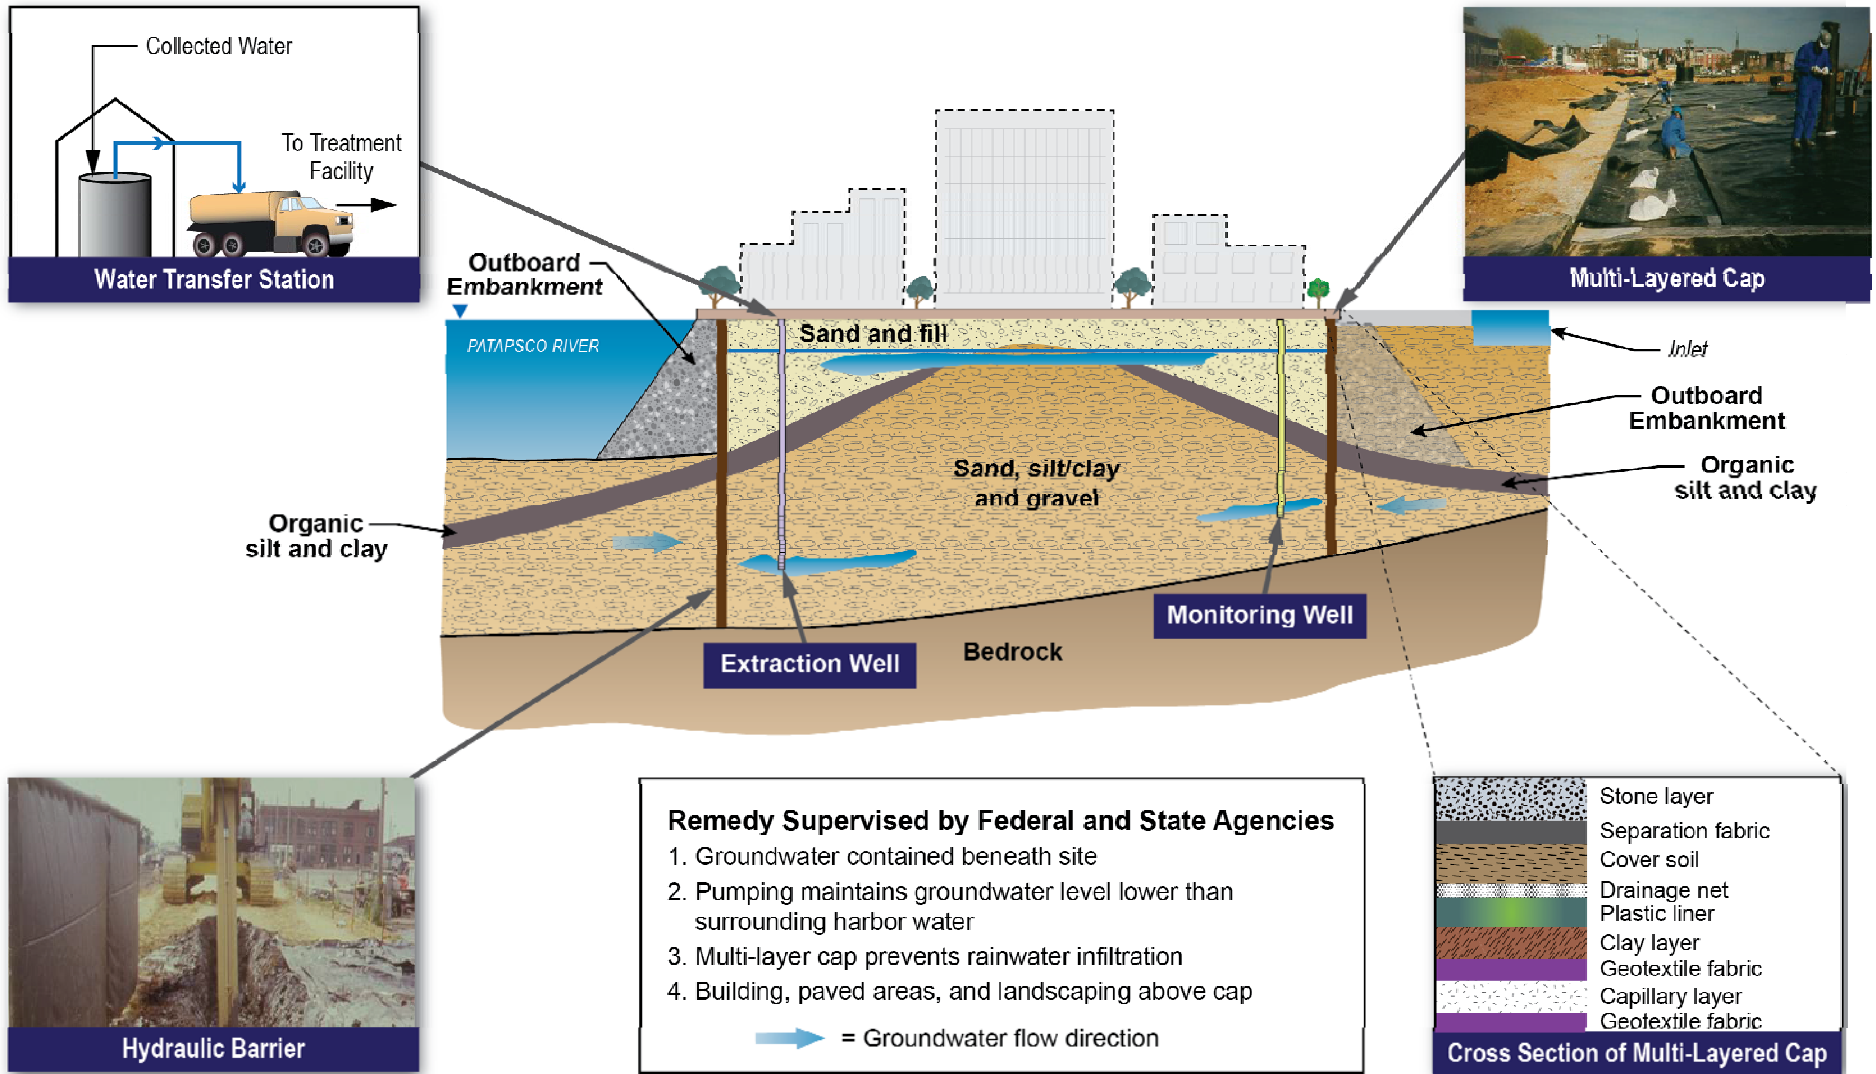 Collected Water
To Treatment
Facility
Water Transfer Station
Multi-Layered Cap
Outboard
Embankment
PATAPSCO RIVER
Sand and fill
Inlet
Outboard
Embankment
Sand, silt/clay
and gravel
Organic
silt and clay
Organic
silt and clay
Monitoring Well
Extraction Well
Bedrock
Hydraulic Barrier
Remedy Supervised by Federal and State Agencies
1. Groundwater contained beneath site
2. Pumping maintains groundwater level lower than
surrounding harbor water
3. Multi-layer cap prevents rainwater infiltration
4. Building, paved areas, and landscaping above cap
= Groundwater flow direction
Stone layer
Separation fabric
Cover soil
Drainage net
Plastic liner
Clay layer
Geotextile fabric
Capillary layer
Geotextile fabric
Cross Section of Multi-Layered Cap